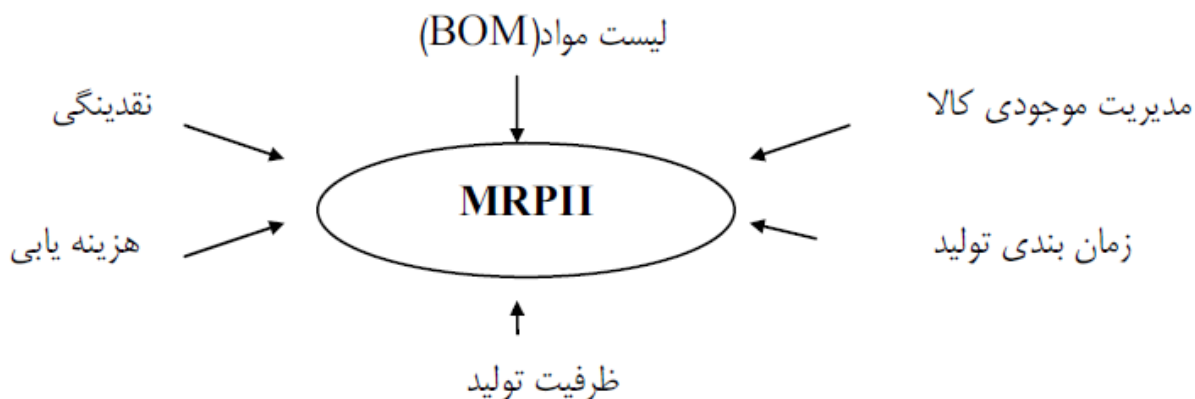 لیست مواد(BOM)
مدیریت موجودی کالا
نقدینگی
MRPII
زمان بندی تولید
هزینه یابی
ظرفیت تولید